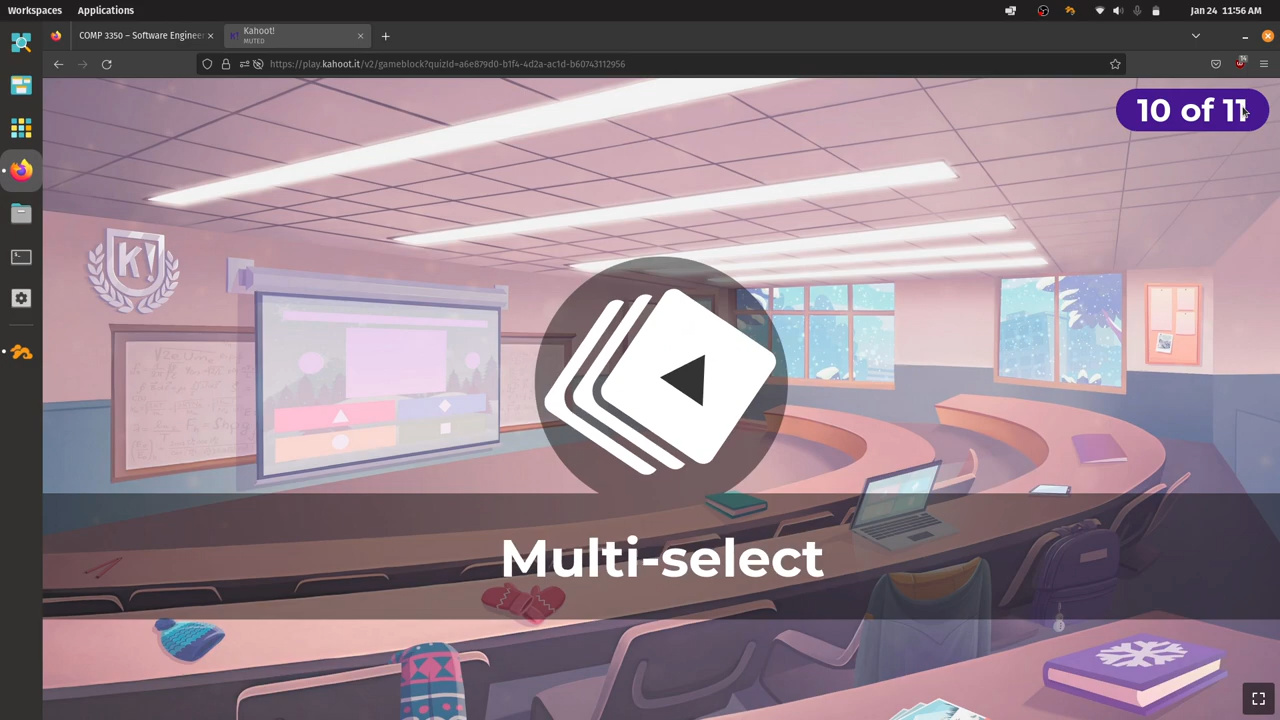 Workspaces
Applications
Jan 24 11:56 AM
COMP 3350 – Software Engineer
Kahoot!
MUTED
https://play.kahoot.it/v2/gameblock?quizId=a6e879d0-b1f4-4d2a-ac1d-b60743112956
10 of 11
K!
Multi-select